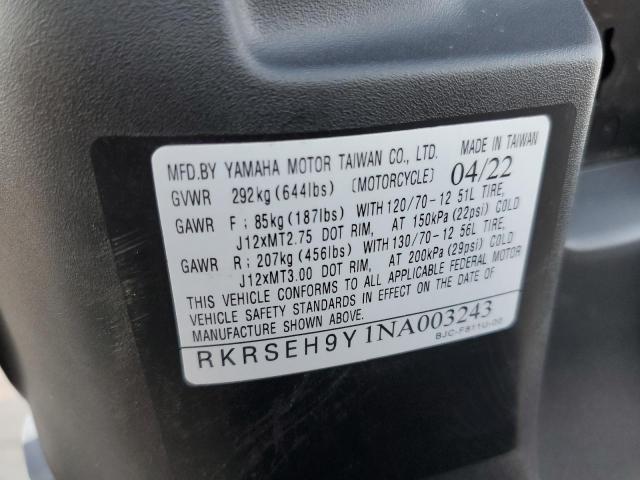 MFD.BY YAMAHA MOTOR TAIWAN CO., LTD. MADE IN TAIWAN
GVWR 292kg(644lbs) (MOTORCYCLE) 04/22
GAWR F ; 85kg(187lbs) WITH 120/70-12 51L TIRE,
J12xMT2.75 DOT RIM, AT 150kPa(22psi) COLD
GAWR R; 207kg(456lbs) WITH 130/70-12 56L TIRE,
J12xMT3.00 DOT RIM, AT 200kPa(29psi) COLD
THIS VEHICLE CONFORMS TO ALL APPLICABLE FEDERAL MOTOR
VEHICLE SAFETY STANDARDS IN EFFECT ON THE DATE OF
MANUFACTURE SHOWN ABOVE.
RKRSEH9Y1NA003243
BJC-F811U-00